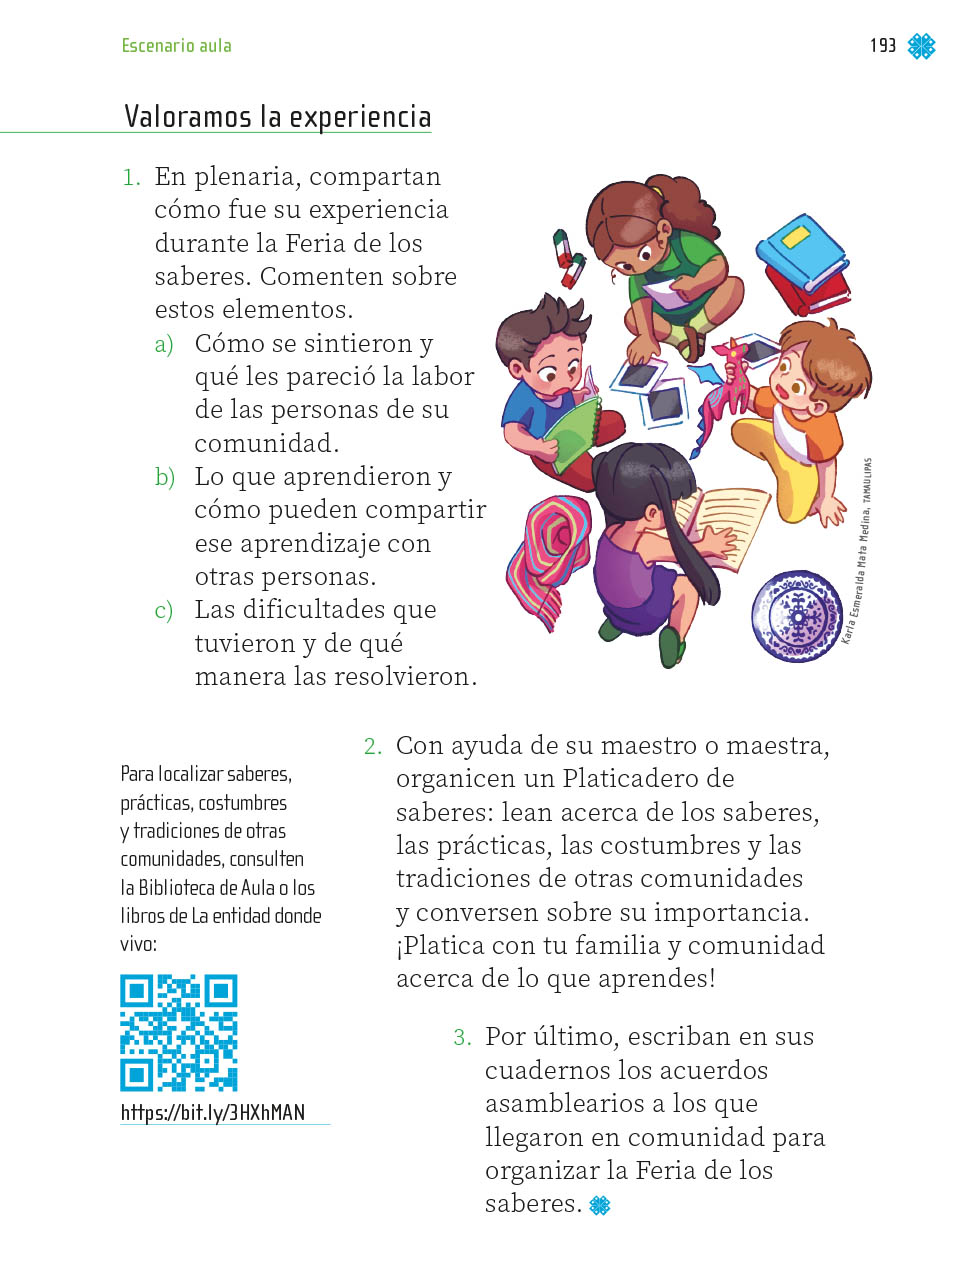 Escenario aula
193
Valoramos la experiencia
1. En plenaria, compartan
cómo fue su experiencia
durante la Feria de los
saberes. Comenten sobre
estos elementos.
a) Cómo se sintieron y
qué les pareció la labor
de las personas de su
comunidad.
b) Lo que aprendieron y
cómo pueden compartir
ese aprendizaje con
otras personas.
c) Las dificultades que
tuvieron y de qué
manera las resolvieron.
Karla Esmeralda Mata Medina, TAMAULIPAS
2. Con ayuda de su maestro o maestra,
organicen un Platicadero de
saberes: lean acerca de los saberes,
las prácticas, las costumbres y las
tradiciones de otras comunidades
y conversen sobre su importancia.
¡Platica con tu familia y comunidad
acerca de lo que aprendes!
Para localizar saberes,
prácticas, costumbres
y tradiciones de otras
comunidades, consulten
la Biblioteca de Aula o los
libros de La entidad donde
vivo:
https://bit.ly/3HXhMAN
3. Por último, escriban en sus
cuadernos los acuerdos
asamblearios a los que
llegaron en comunidad para
organizar la Feria de los
saberes.